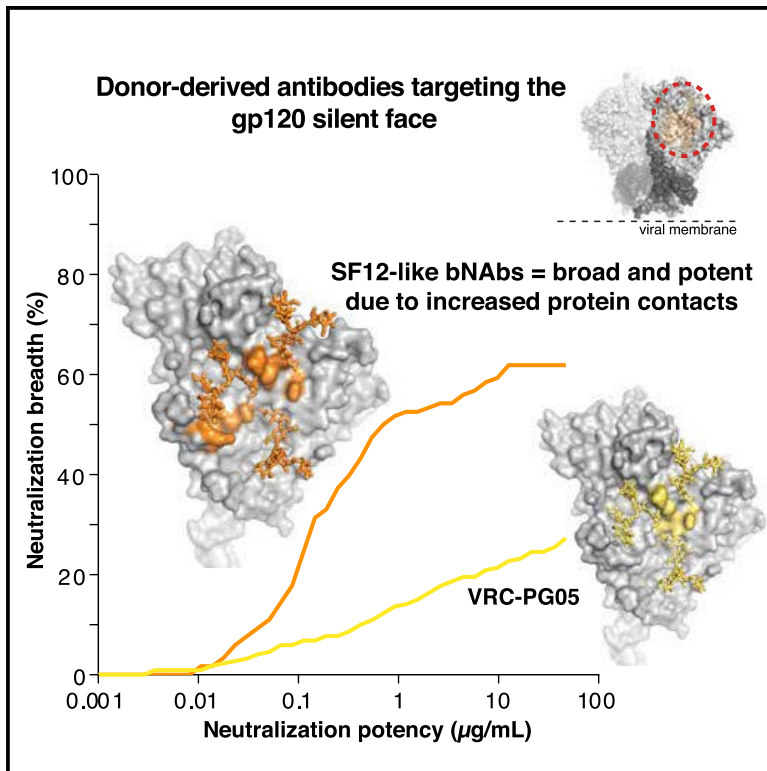 Donor-derived antibodies targeting the
gp120 silent face
viral membrane
SF12-like bNAbs = broad and potent
due to increased protein contacts
VRC-PG05
Neutralization breadth (%)
100
80
60
40
20
0
0.001
0.01
0.1
1
10
100
Neutralization potency (µg/mL)